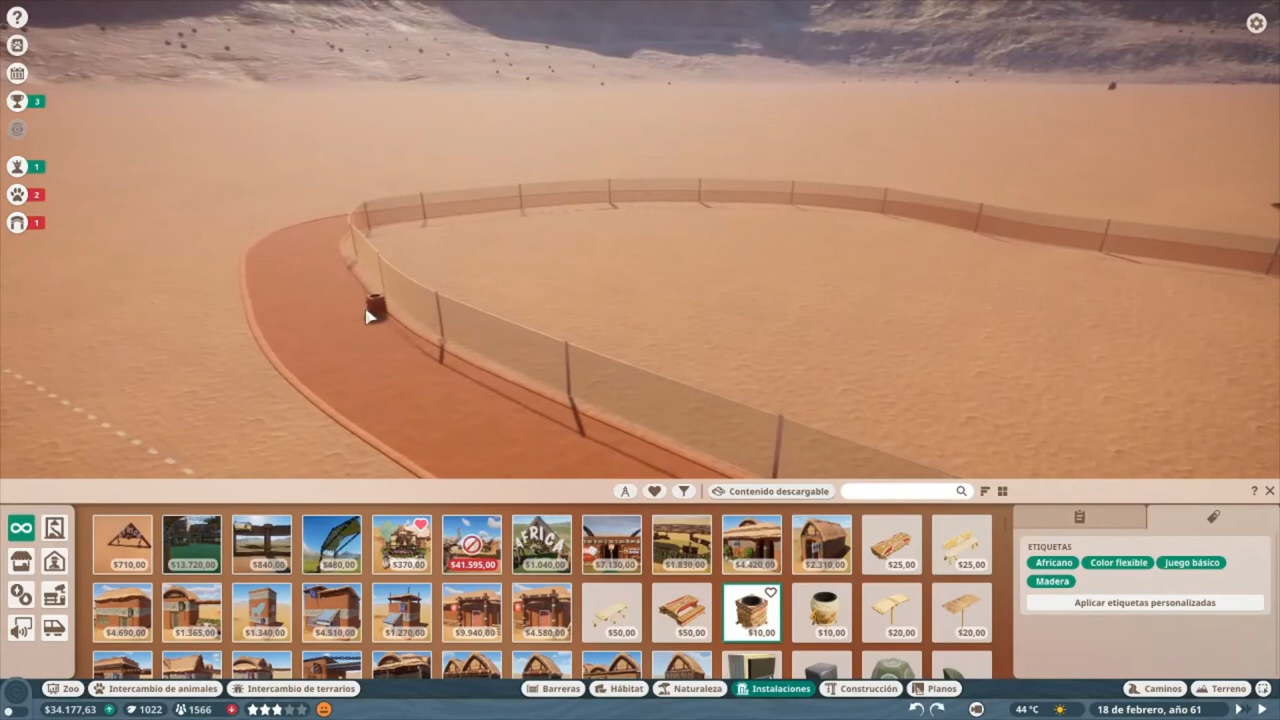 ?
3
1
2
1
Contenido descargable
?
$710,00
$13.720,00
$840,00
$480,00
$370,00
$41.595,00
AFRICA
$1.040,00
$7.130,00
$1.830,00
$4.420,00
$2.310,00
$25,00
$25,00
$4.690,00
$1.365,00
$1.340,00
$4.510,00
$1.270,00
$9.940,00
$4.580,00
$50,00
$50,00
$10,00
$10,00
$20,00
$20,00
ETIQUETAS
Africano
Color flexible
Juego básico
Madera
Aplicar etiquetas personalizadas
Zoo
Intercambio de animales
Intercambio de terrarios
Barreras
Hábitat
Naturaleza
Instalaciones
Construcción
Planos
Caminos
Terreno
$34.177,63
1022
1566
44 °C
18 de febrero, año 61